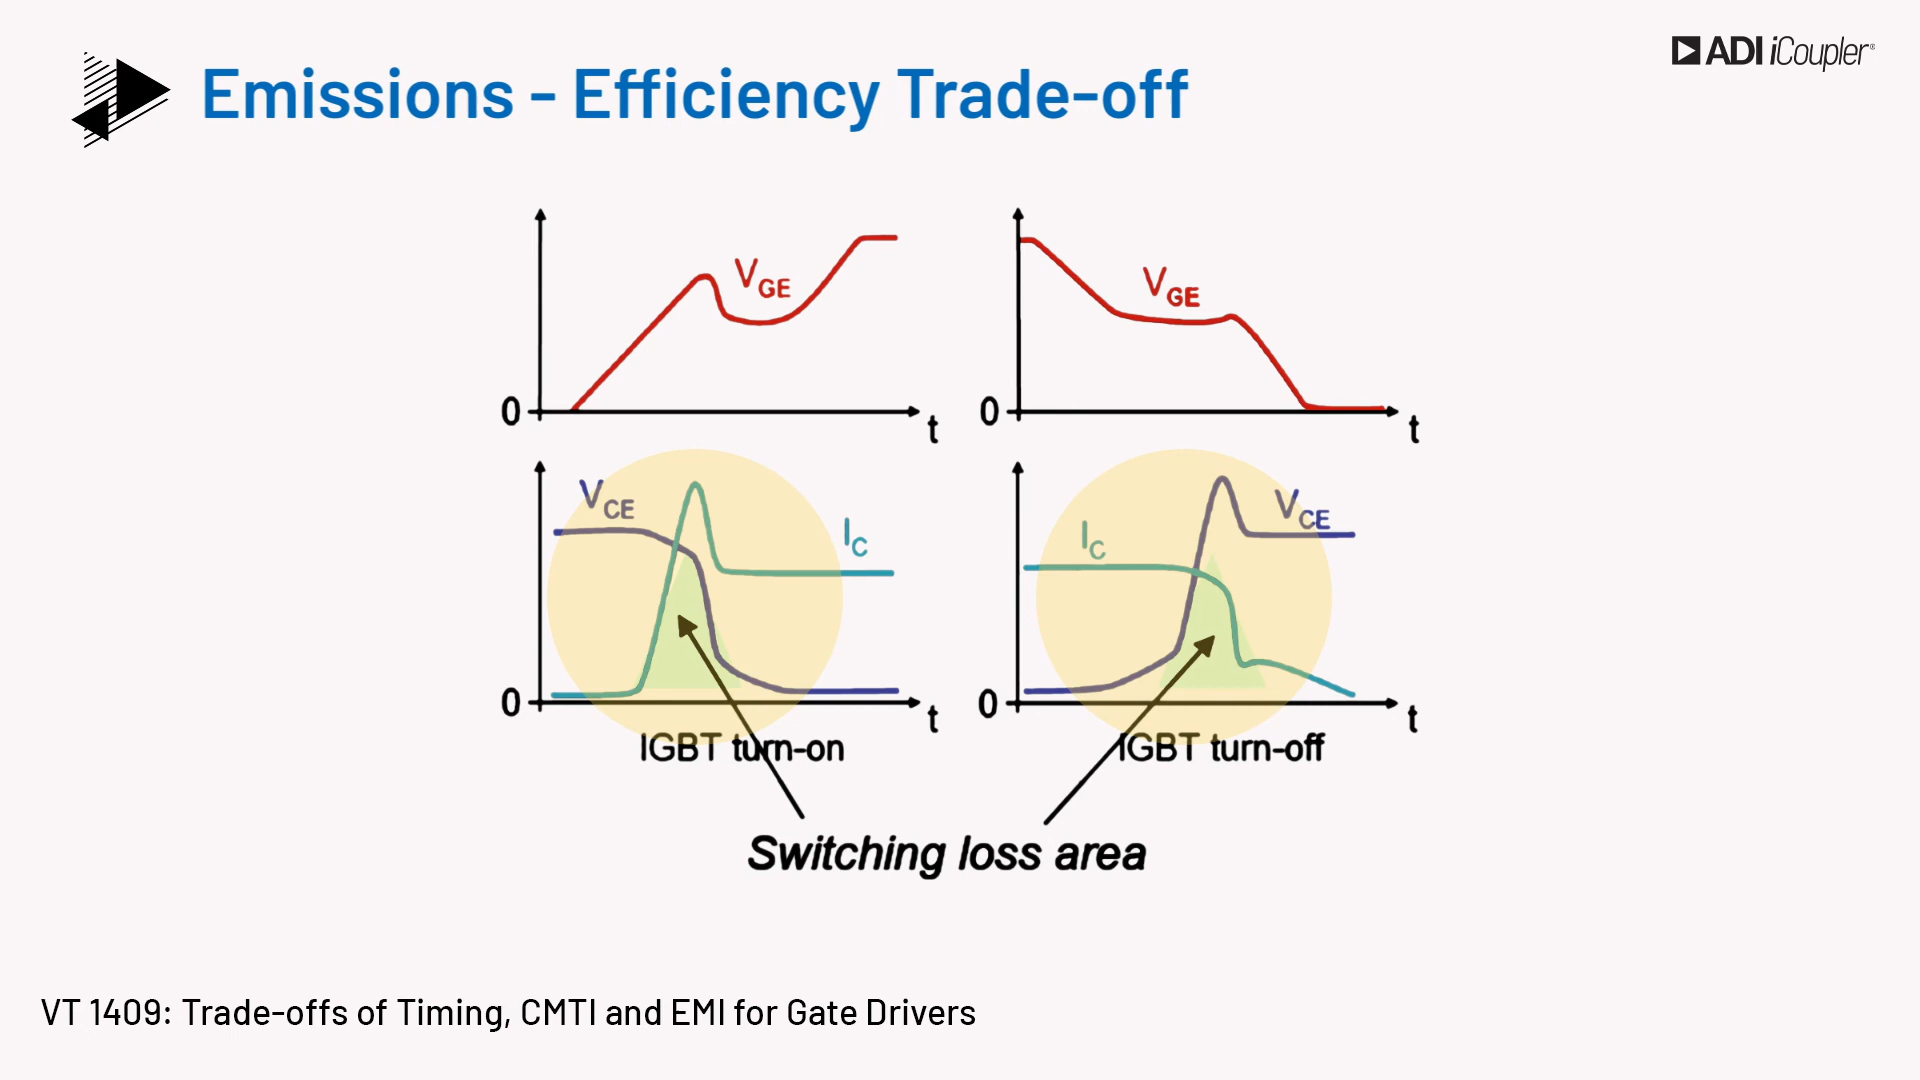 ADI iCoupler®
Emissions - Efficiency Trade-off
VGE
0
t
VGE
0
t
VCE
IC
0
t
IGBT turn-on
IC
VCE
0
t
IGBT turn-off
Switching loss area
VT 1409: Trade-offs of Timing, CMTI and EMI for Gate Drivers